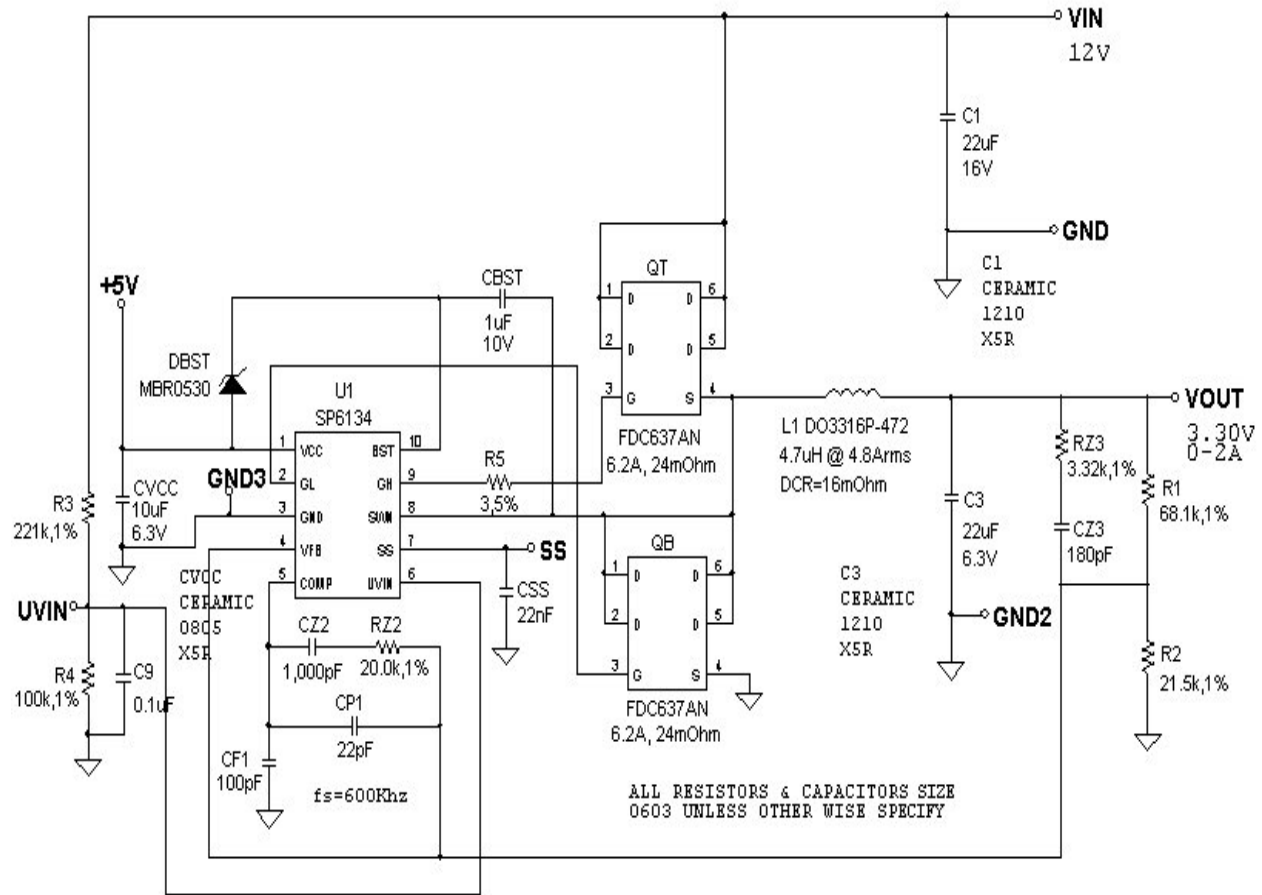 VIN
12V
C1
22uF
16V
GND
C1
CERAMIC
1210
X5R
+5V
CBST
1uF
10V
DBST
MBR0530
U1
SP6134
1 VCC BST 10
2 GL GH 9
3 GND SWN 8
4 VFB SS 7
5 COMP UVIN 6
GND3
CVCC
10uF
6.3V
CVCC
CERAMIC
0805
X5R
R3
221k,1%
UVIN
R4
100k,1%
C9
0.1uF
R5
3,5%
SS
CSS
22nF
CZ2
1,000pF
RZ2
20.0k,1%
CP1
22pF
CF1
100pF
fs=600Khz
QT
1 D D 6
2 D D 5
3 G S 4
FDC637AN
6.2A, 24mOhm
QB
1 D D 6
2 D D 5
3 G S 4
FDC637AN
6.2A, 24mOhm
L1 DO3316P-472
4.7uH @ 4.8Arms
DCR=16mOhm
VOUT
3.30V
0-2A
RZ3
3.32k,1%
R1
68.1k,1%
C3
22uF
6.3V
CZ3
180pF
C3
CERAMIC
1210
X5R
GND2
R2
21.5k,1%
ALL RESISTORS & CAPACITORS SIZE
0603 UNLESS OTHER WISE SPECIFY